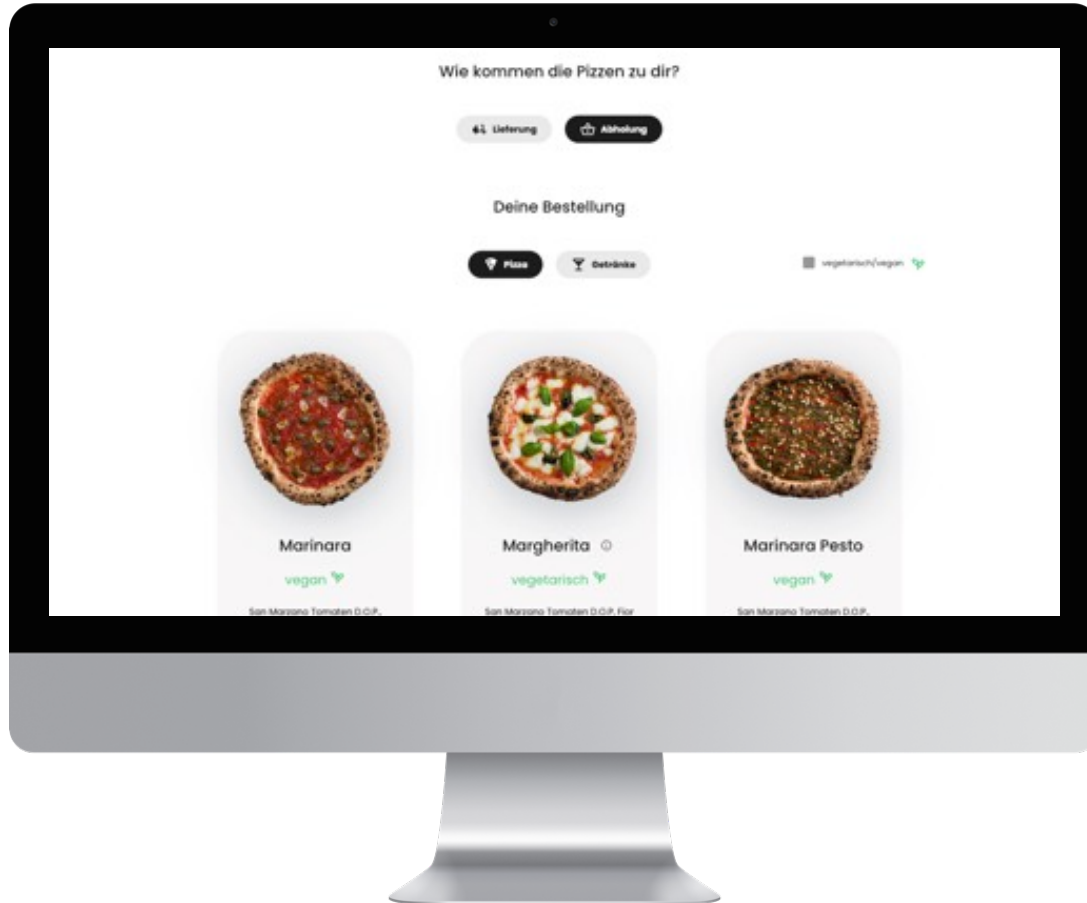 Wie kommen die Pizzen zu dir?
Lieferung Abholung
Deine Bestellung
Pizza Getränke vegetarisch/vegan
Marinara Margherita Marinara Pesto
vegan vegetarisch vegan
San Marzano Tomaten D.O.P., San Marzano Tomaten D.O.P, Fior San Marzano Tomaten D.O.P.,